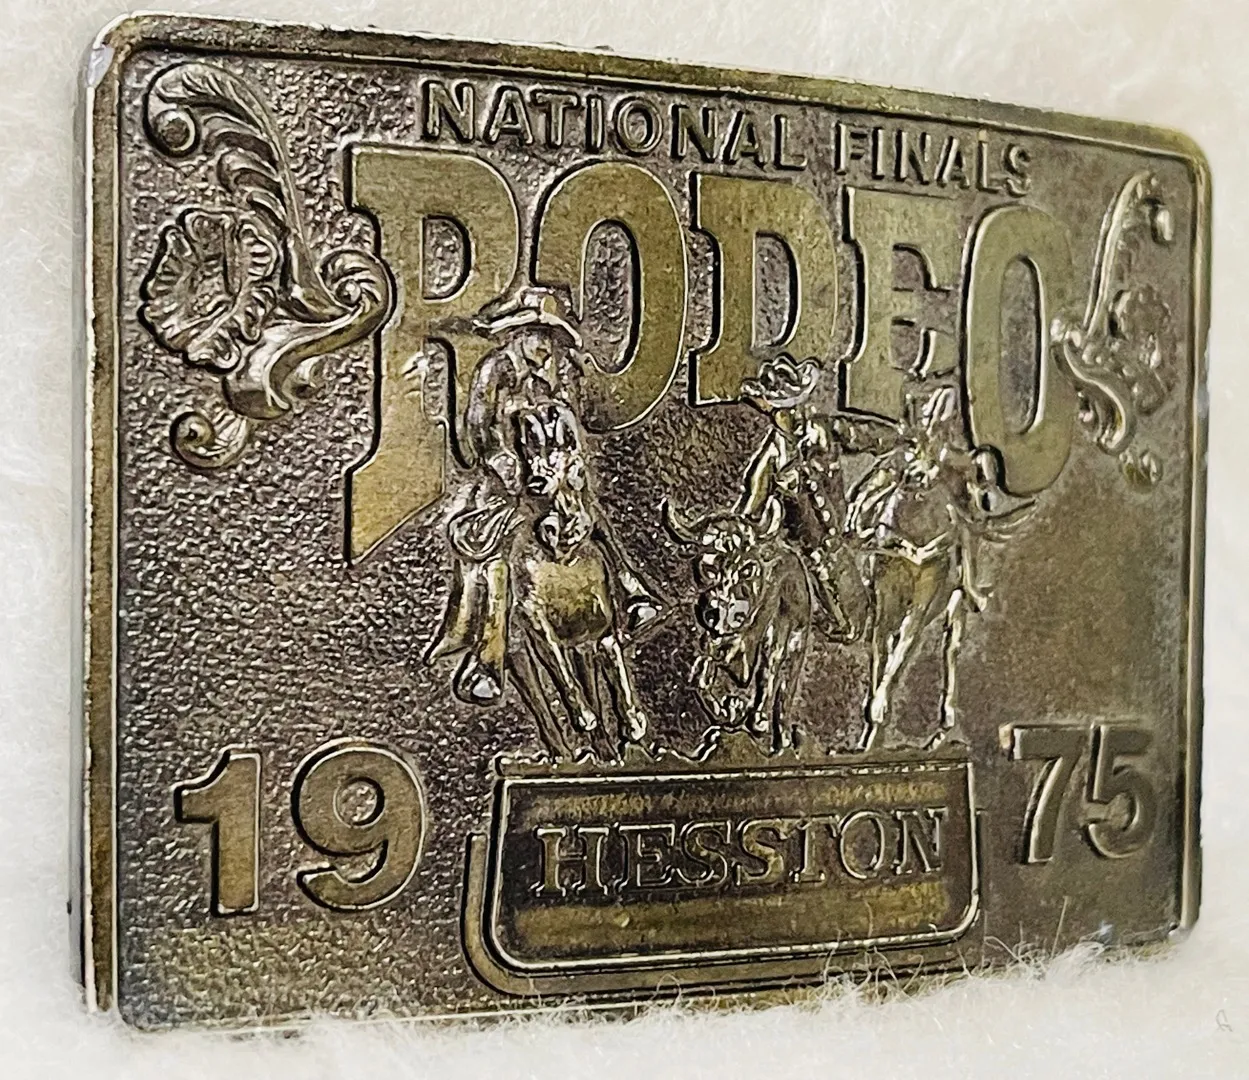 NATIONAL FINALS
RODEO
19 75
HESSTON